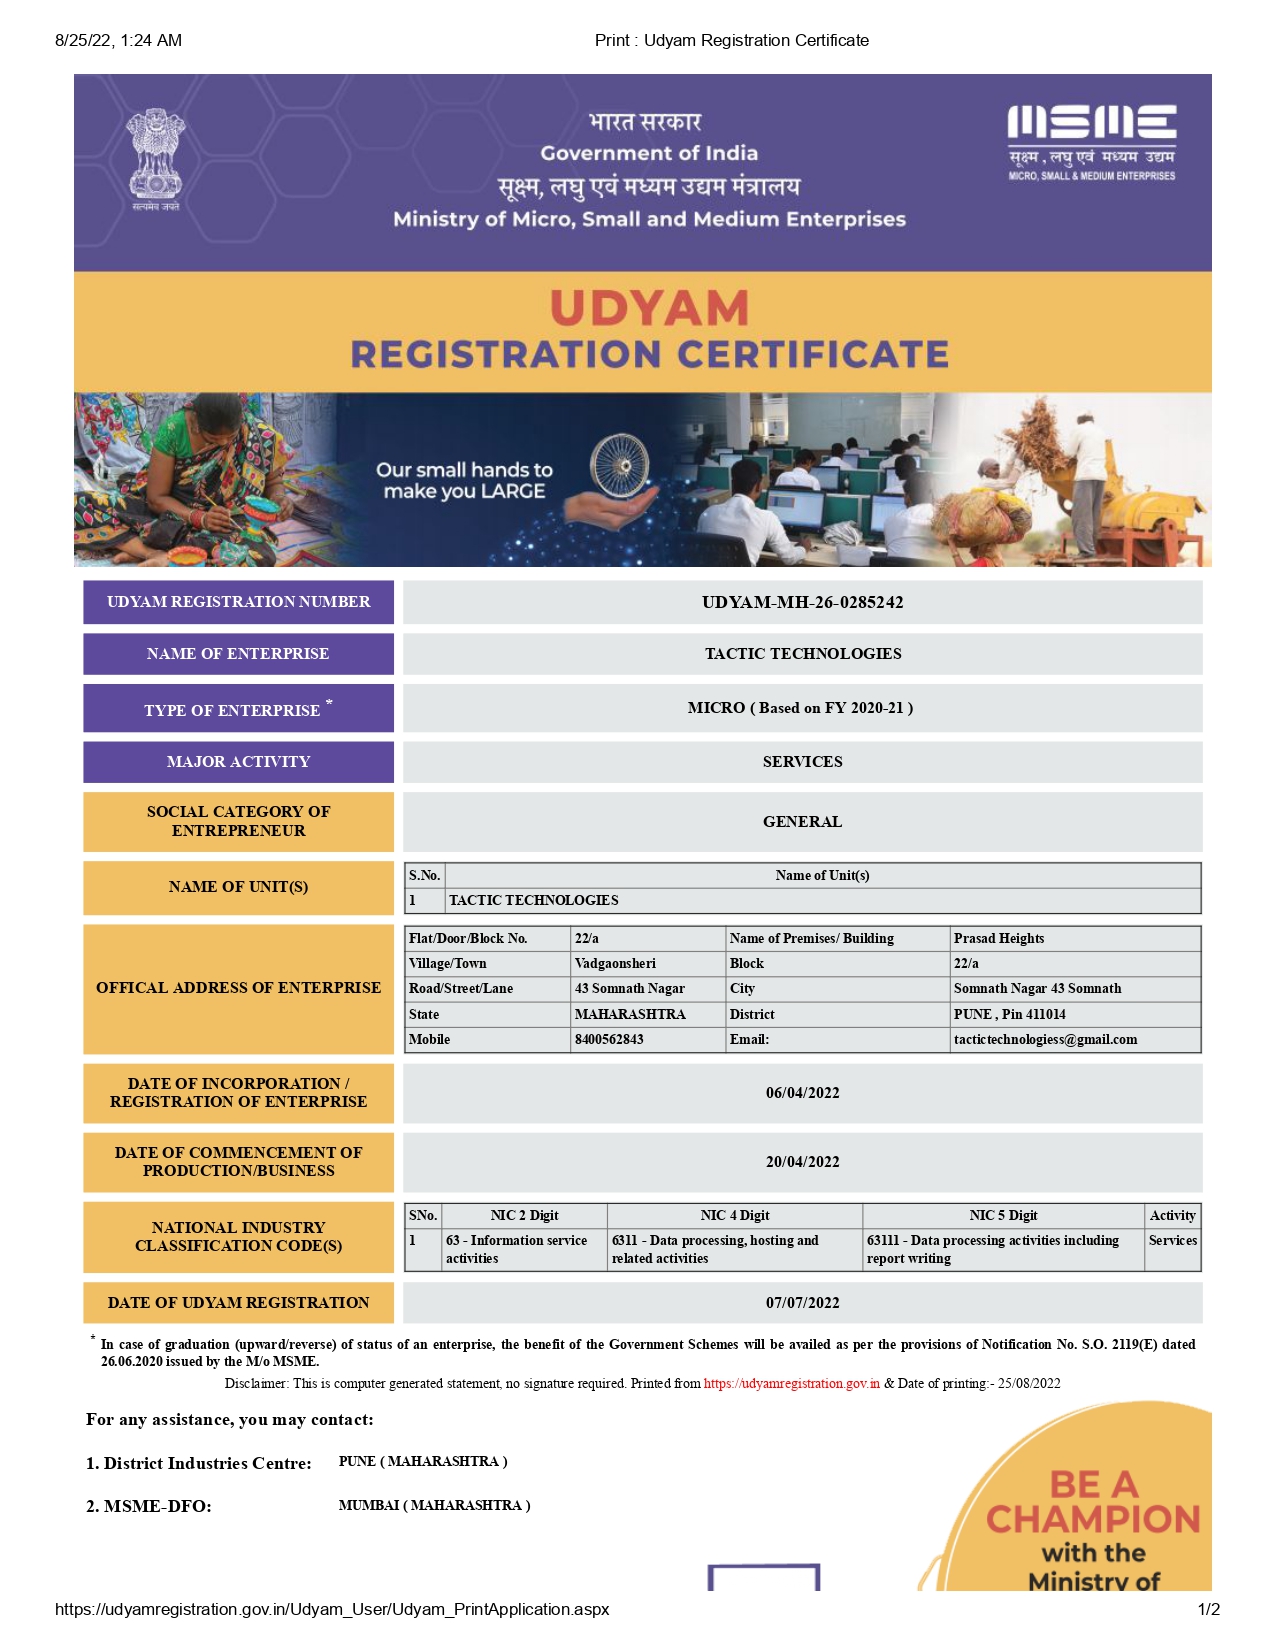 8/25/22, 1:24 AM
Print : Udyam Registration Certificate
सत्यमेव जयते
भारत सरकार
Government of India
सूक्ष्म, लघु एवं मध्यम उद्यम मंत्रालय
Ministry of Micro, Small and Medium Enterprises
MSME
सूक्ष्म, लघु एवं मध्यम उद्यम
MICRO, SMALL & MEDIUM ENTERPRISES
UDYAM
REGISTRATION CERTIFICATE
Our small hands to
make you LARGE
UDYAM REGISTRATION NUMBER
UDYAM-MH-26-0285242
NAME OF ENTERPRISE
TACTIC TECHNOLOGIES
TYPE OF ENTERPRISE *
MICRO ( Based on FY 2020-21 )
MAJOR ACTIVITY
SERVICES
SOCIAL CATEGORY OF
ENTREPRENEUR
GENERAL
NAME OF UNIT(S)
S.No. Name of Unit(s)
1 TACTIC TECHNOLOGIES
OFFICAL ADDRESS OF ENTERPRISE
Flat/Door/Block No. 22/a Name of Premises/ Building Prasad Heights
Village/Town Vadgaonsheri Block 22/a
Road/Street/Lane 43 Somnath Nagar City Somnath Nagar 43 Somnath
State MAHARASHTRA District PUNE , Pin 411014
Mobile 8400562843 Email: tactictechnologiess@gmail.com
DATE OF INCORPORATION /
REGISTRATION OF ENTERPRISE
06/04/2022
DATE OF COMMENCEMENT OF
PRODUCTION/BUSINESS
20/04/2022
NATIONAL INDUSTRY
CLASSIFICATION CODE(S)
SNo. NIC 2 Digit NIC 4 Digit NIC 5 Digit Activity
1 63 - Information service 6311 - Data processing, hosting and 63111 - Data processing activities including Services
activities related activities report writing
DATE OF UDYAM REGISTRATION
07/07/2022
* In case of graduation (upward/reverse) of status of an enterprise, the benefit of the Government Schemes will be availed as per the provisions of Notification No. S.O. 2119(E) dated
26.06.2020 issued by the M/o MSME.
Disclaimer: This is computer generated statement, no signature required. Printed from https://udyamregistration.gov.in & Date of printing:- 25/08/2022
For any assistance, you may contact:
1. District Industries Centre: PUNE ( MAHARASHTRA )
2. MSME-DFO: MUMBAI ( MAHARASHTRA )
BE A
CHAMPION
with the
Ministry of
https://udyamregistration.gov.in/Udyam_User/Udyam_PrintApplication.aspx
1/2